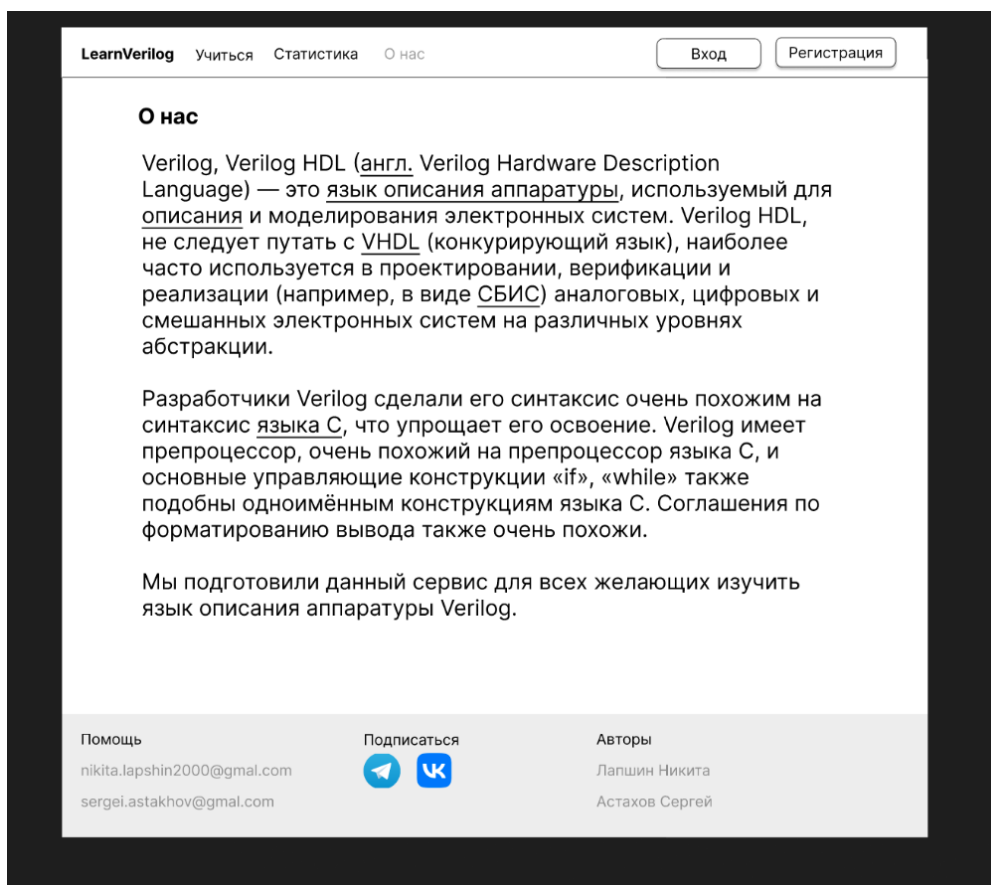 LearnVerilog Учиться Статистика О нас Вход Регистрация
О нас
Verilog, Verilog HDL (англ. Verilog Hardware Description
Language) — это язык описания аппаратуры, используемый для
описания и моделирования электронных систем. Verilog HDL,
не следует путать с VHDL (конкурирующий язык), наиболее
часто используется в проектировании, верификации и
реализации (например, в виде СБИС) аналоговых, цифровых и
смешанных электронных систем на различных уровнях
абстракции.
Разработчики Verilog сделали его синтаксис очень похожим на
синтаксис языка C, что упрощает его освоение. Verilog имеет
препроцессор, очень похожий на препроцессор языка C, и
основные управляющие конструкции «if», «while» также
подобны одноимённым конструкциям языка C. Соглашения по
форматированию вывода также очень похожи.
Мы подготовили данный сервис для всех желающих изучить
язык описания аппаратуры Verilog.
Помощь Подписаться Авторы
nikita.lapshin2000@gmal.com Лапшин Никита
sergei.astakhov@gmal.com Астахов Сергей